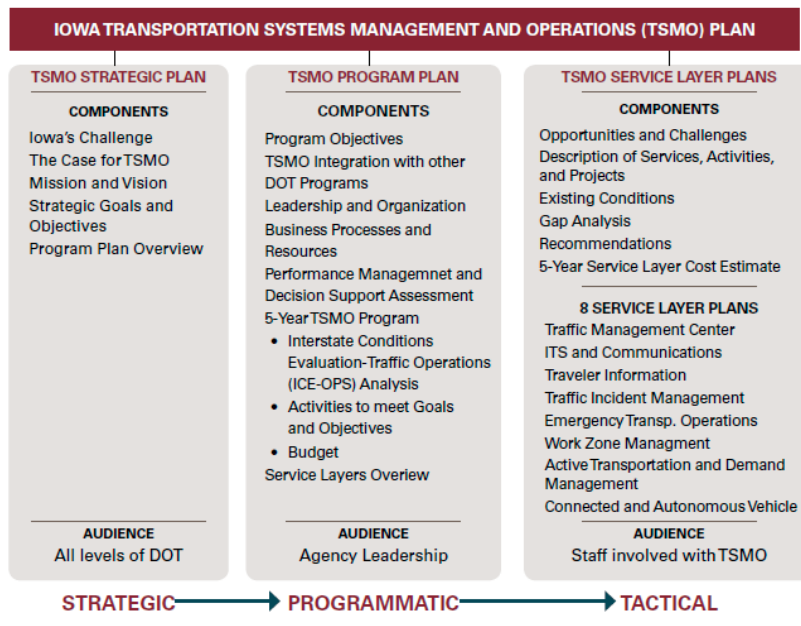 IOWA TRANSPORTATION SYSTEMS MANAGEMENT AND OPERATIONS (TSMO) PLAN
TSMO STRATEGIC PLAN
COMPONENTS
Iowa's Challenge
The Case for TSMO
Mission and Vision
Strategic Goals and
Objectives
Program Plan Overview
AUDIENCE
All levels of DOT
TSMO PROGRAM PLAN
COMPONENTS
Program Objectives
TSMO Integration with other
DOT Programs
Leadership and Organization
Business Processes and
Resources
Performance Managemnet and
Decision Support Assessment
5-Year TSMO Program
• Interstate Conditions
Evaluation-Traffic Operations
(ICE-OPS) Analysis
• Activities to meet Goals
and Objectives
• Budget
Service Layers Overiew
AUDIENCE
Agency Leadership
TSMO SERVICE LAYER PLANS
COMPONENTS
Opportunities and Challenges
Description of Services, Activities,
and Projects
Existing Conditions
Gap Analysis
Recommendations
5-Year Service Layer Cost Estimate
8 SERVICE LAYER PLANS
Traffic Management Center
ITS and Communications
Traveler Information
Traffic Incident Management
Emergency Transp. Operations
Work Zone Managment
Active Transportation and Demand
Management
Connected and Autonomous Vehicle
AUDIENCE
Staff involved with TSMO
STRATEGIC PROGRAMMATIC TACTICAL